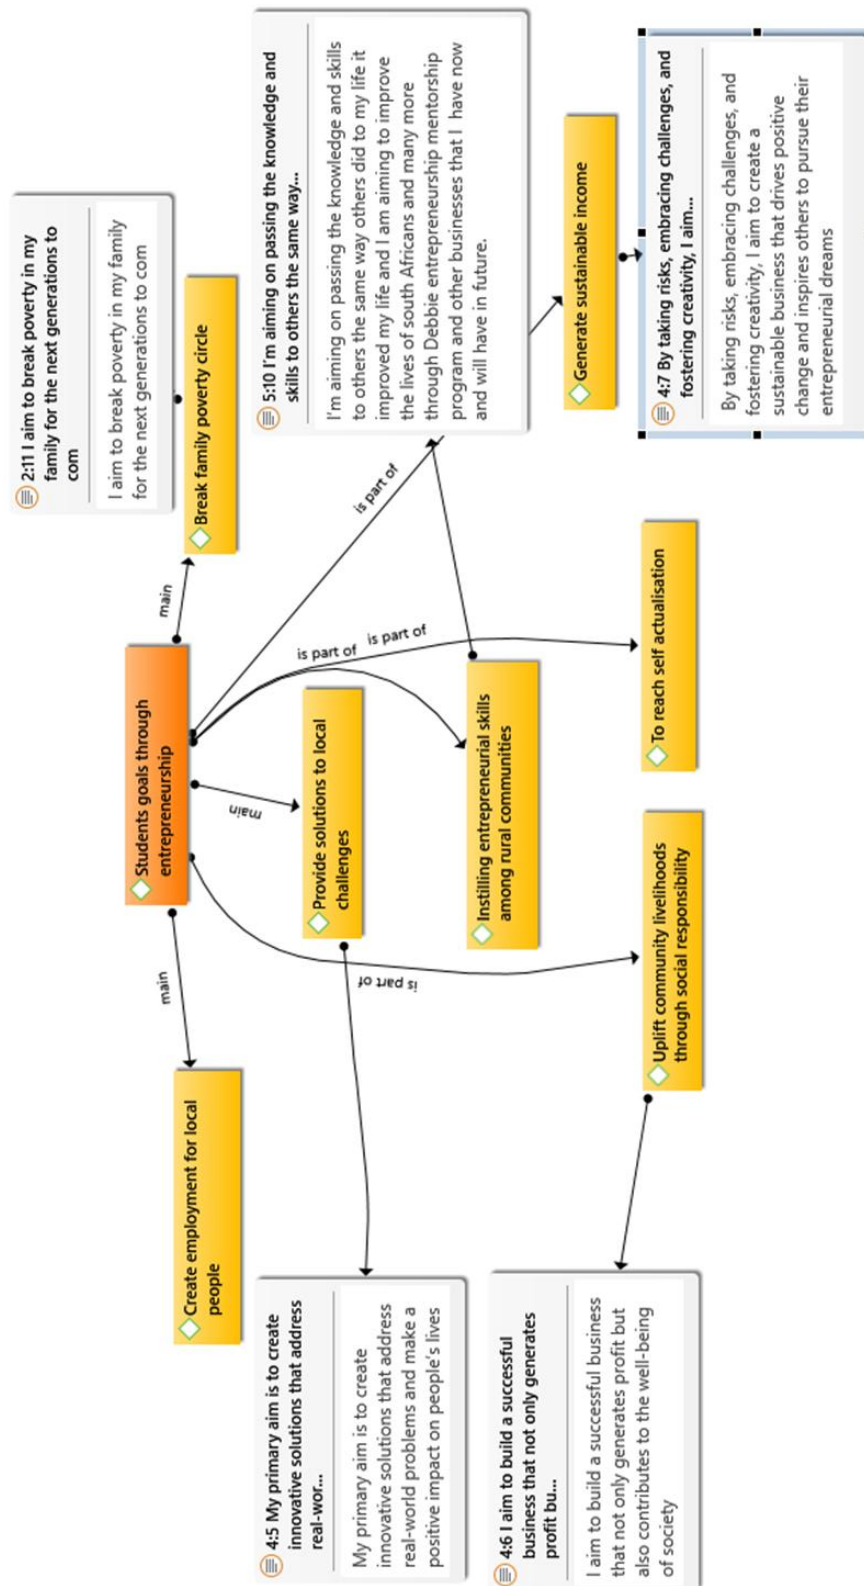 Students goals through
entrepreneurship
main
main
main
is part of
is part of
is part of
is part of
Create employment for local
people
Provide solutions to local
challenges
Break family poverty circle
Instilling entrepreneurial skills
among rural communities
Uplift community livelihoods
through social responsibility
To reach self actualisation
Generate sustainable income
2:11 I aim to break poverty in my
family for the next generations to
com
I aim to break poverty in my family
for the next generations to com
4:5 My primary aim is to create
innovative solutions that address
real-wor...
My primary aim is to create
innovative solutions that address
real-world problems and make a
positive impact on people's lives
5:10 I'm aiming on passing the knowledge and
skills to others the same way...
I'm aiming on passing the knowledge and skills
to others the same way others did to my life it
improved my life and I am aiming to improve
the lives of south Africans and many more
through Debbie entrepreneurship mentorship
program and other businesses that I have now
and will have in future.
4:6 I aim to build a successful
business that not only generates
profit bu...
I aim to build a successful business
that not only generates profit but
also contributes to the well-being
of society
4:7 By taking risks, embracing challenges, and
fostering creativity, I aim...
By taking risks, embracing challenges, and
fostering creativity, I aim to create a
sustainable business that drives positive
change and inspires others to pursue their
entrepreneurial dreams